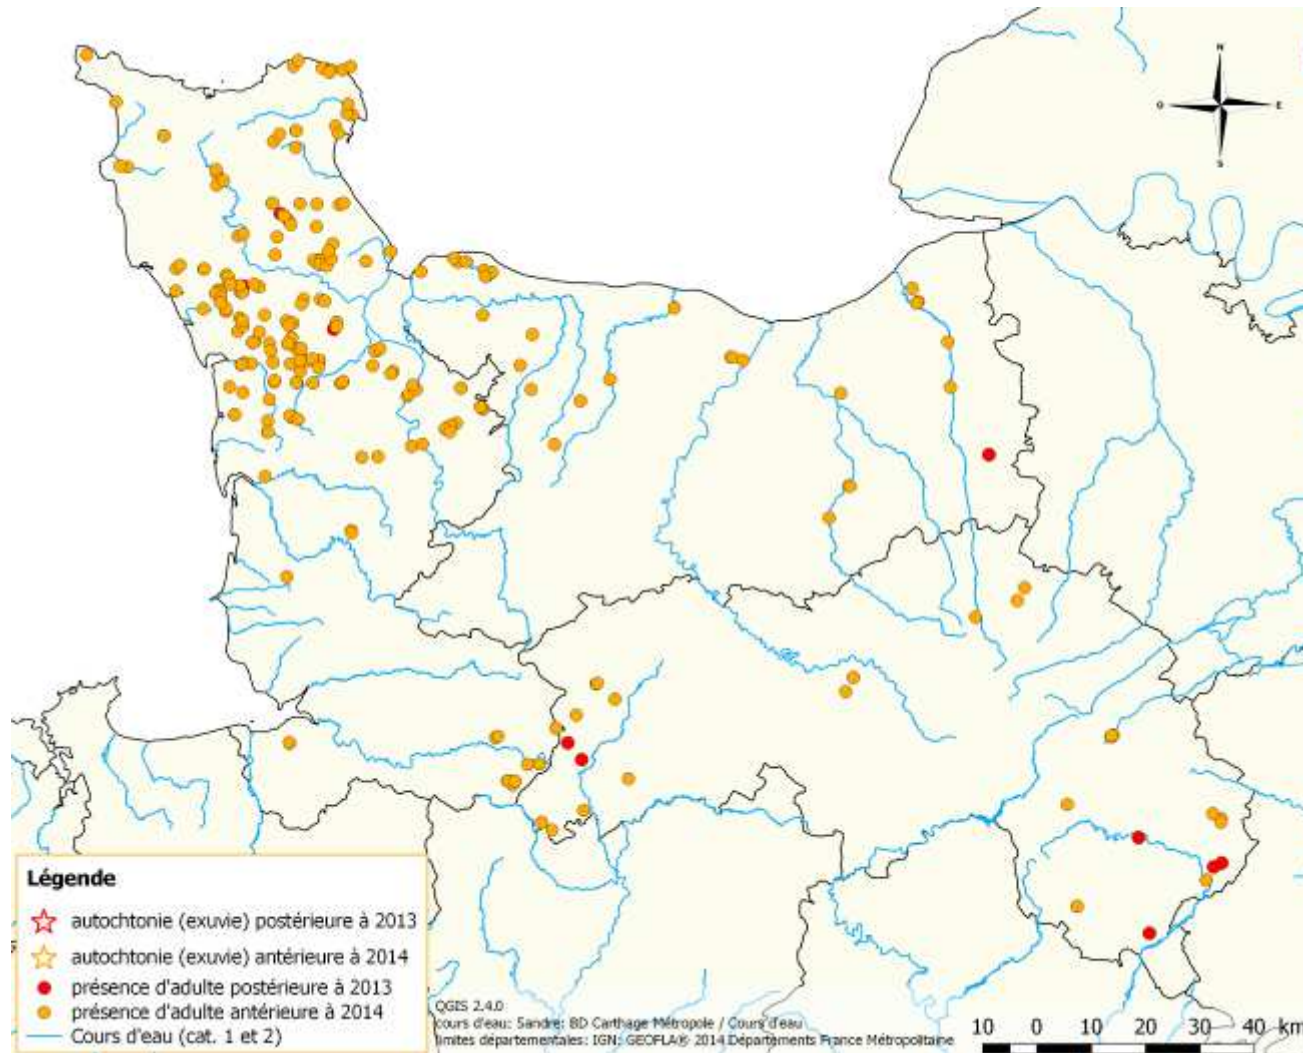 N
O
E
S
Légende
autochtonie (exuvie) postérieure à 2013
autochtonie (exuvie) antérieure à 2014
présence d'adulte postérieure à 2013
présence d'adulte antérieure à 2014
Cours d'eau (cat. 1 et 2)
QGIS 2.4.0
cours d'eau: Sandre: BD Carthage Métropole / Cours d'eau
limites départementales: IGN: GEOFLA® 2014 Départements France Métropolitaine
10 0 10 20 30 40 km